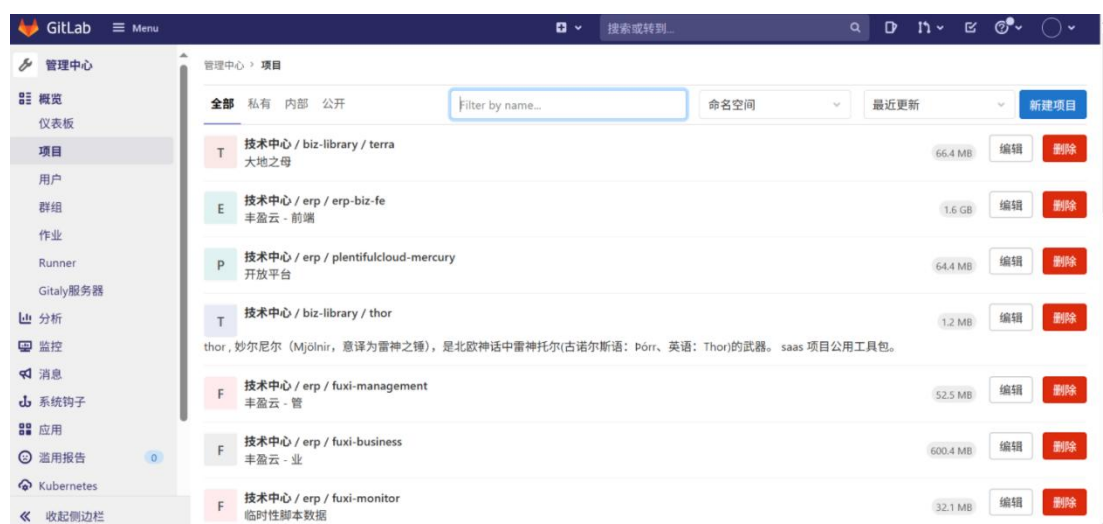 GitLab Menu 搜索或转到...
管理中心
概览
仪表板
项目
用户
群组
作业
Runner
Gitaly服务器
分析
监控
消息
系统钩子
应用
滥用报告 0
Kubernetes
收起侧边栏
管理中心 › 项目
全部 私有 内部 公开 Filter by name... 命名空间 最近更新 新建项目
T 技术中心 / biz-library / terra 66.4 MB 编辑 删除
大地之母
E 技术中心 / erp / erp-biz-fe 1.6 GB 编辑 删除
丰盈云 - 前端
P 技术中心 / erp / plentifulcloud-mercury 64.4 MB 编辑 删除
开放平台
T 技术中心 / biz-library / thor 1.2 MB 编辑 删除
thor , 妙尔尼尔（Mjölnir，意译为雷神之锤），是北欧神话中雷神托尔(古诺尔斯语：Þórr、英语：Thor)的武器。 saas 项目公用工具包。
F 技术中心 / erp / fuxi-management 52.5 MB 编辑 删除
丰盈云 - 管
F 技术中心 / erp / fuxi-business 600.4 MB 编辑 删除
丰盈云 - 业
F 技术中心 / erp / fuxi-monitor 32.1 MB 编辑 删除
临时性脚本数据